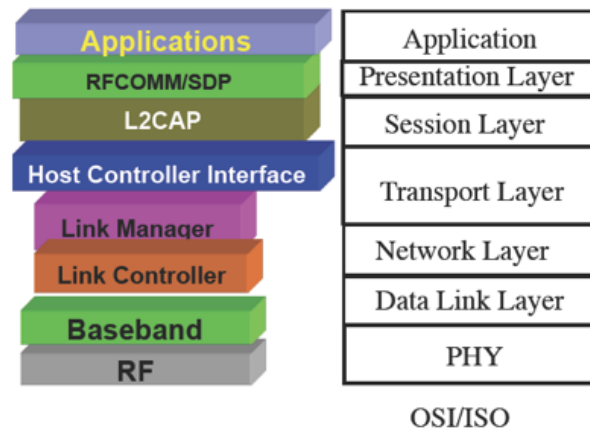 Applications
RFCOMM/SDP
L2CAP
Host Controller Interface
Link Manager
Link Controller
Baseband
RF
Application
Presentation Layer
Session Layer
Transport Layer
Network Layer
Data Link Layer
PHY
OSI/ISO